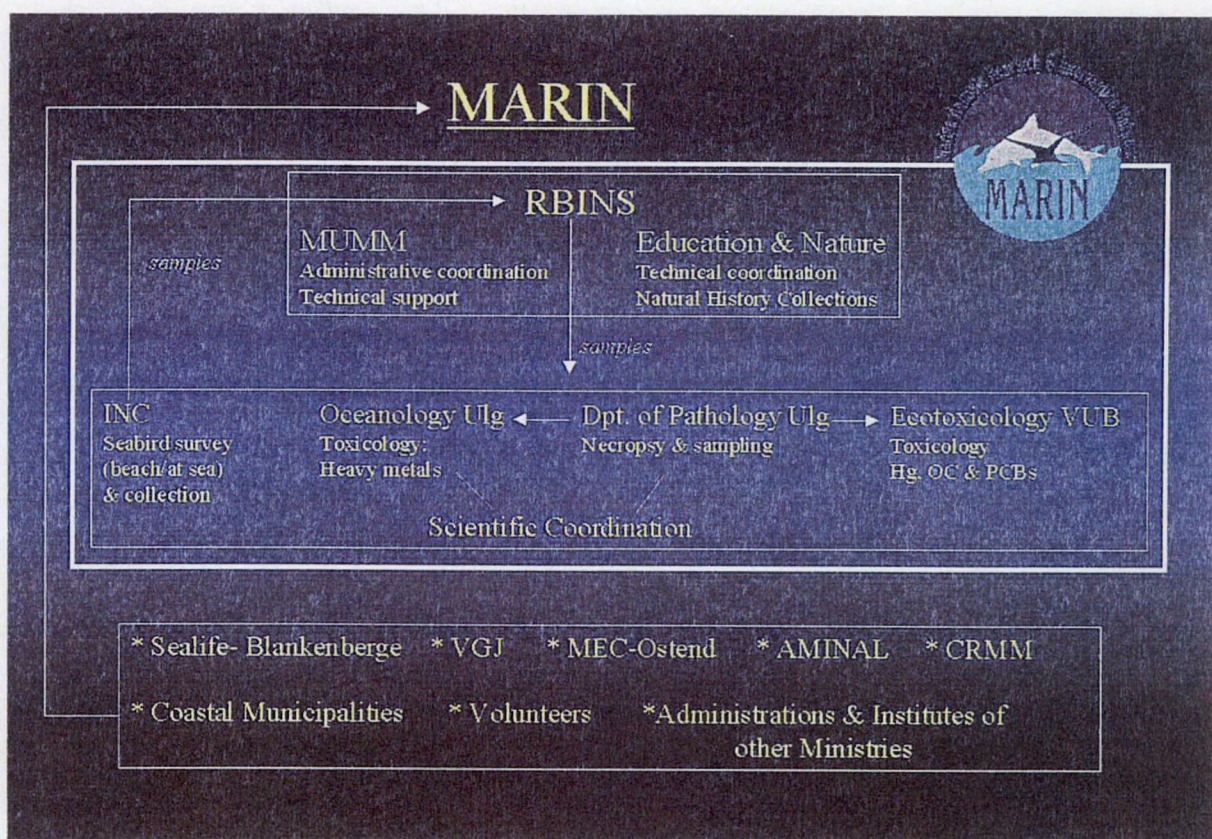 MARIN
MARIN
RBINS
MUMM
Administrative coordination
Technical support
Education & Nature
Technical coordination
Natural History Collections
samples
samples
INC
Seabird survey
(beach/at sea)
& collection
Oceanology Ulg
Toxicology:
Heavy metals
Dpt. of Pathology Ulg
Necropsy & sampling
Ecotoxicology VUB
Toxicology
Hg, OC & PCBs
Scientific Coordination
* Sealife- Blankenberge * VGJ * MEC-Ostend * AMINAL * CRMM
* Coastal Municipalities * Volunteers *Administrations & Institutes of
other Ministries